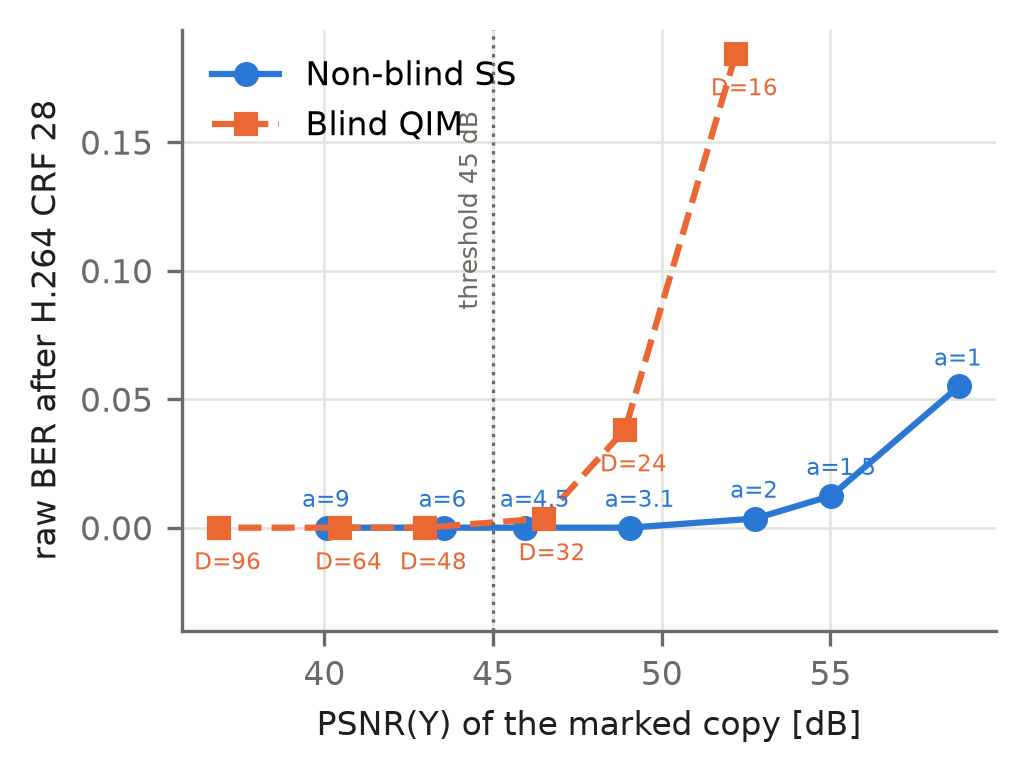 Non-blind SS
Blind QIM
threshold 45 dB
raw BER after H.264 CRF 28
0.15
0.10
0.05
0.00
D=16
a=1
D=24
a=1.5
a=9
a=6
a=4.5
a=3.1
a=2
D=96
D=64
D=48
D=32
40
45
50
55
PSNR(Y) of the marked copy [dB]